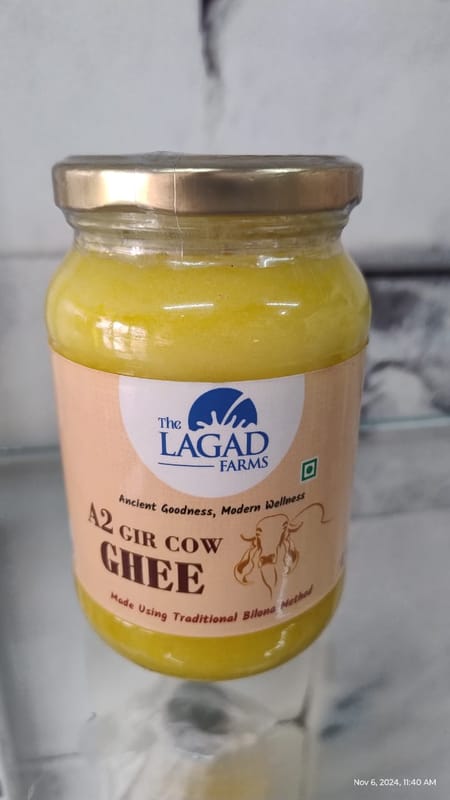 The
LAGAD
FARMS
Ancient Goodness, Modern Wellness
A2 GIR COW
GHEE
Made Using Traditional Bilona Method
Nov 6, 2024, 11:40 AM